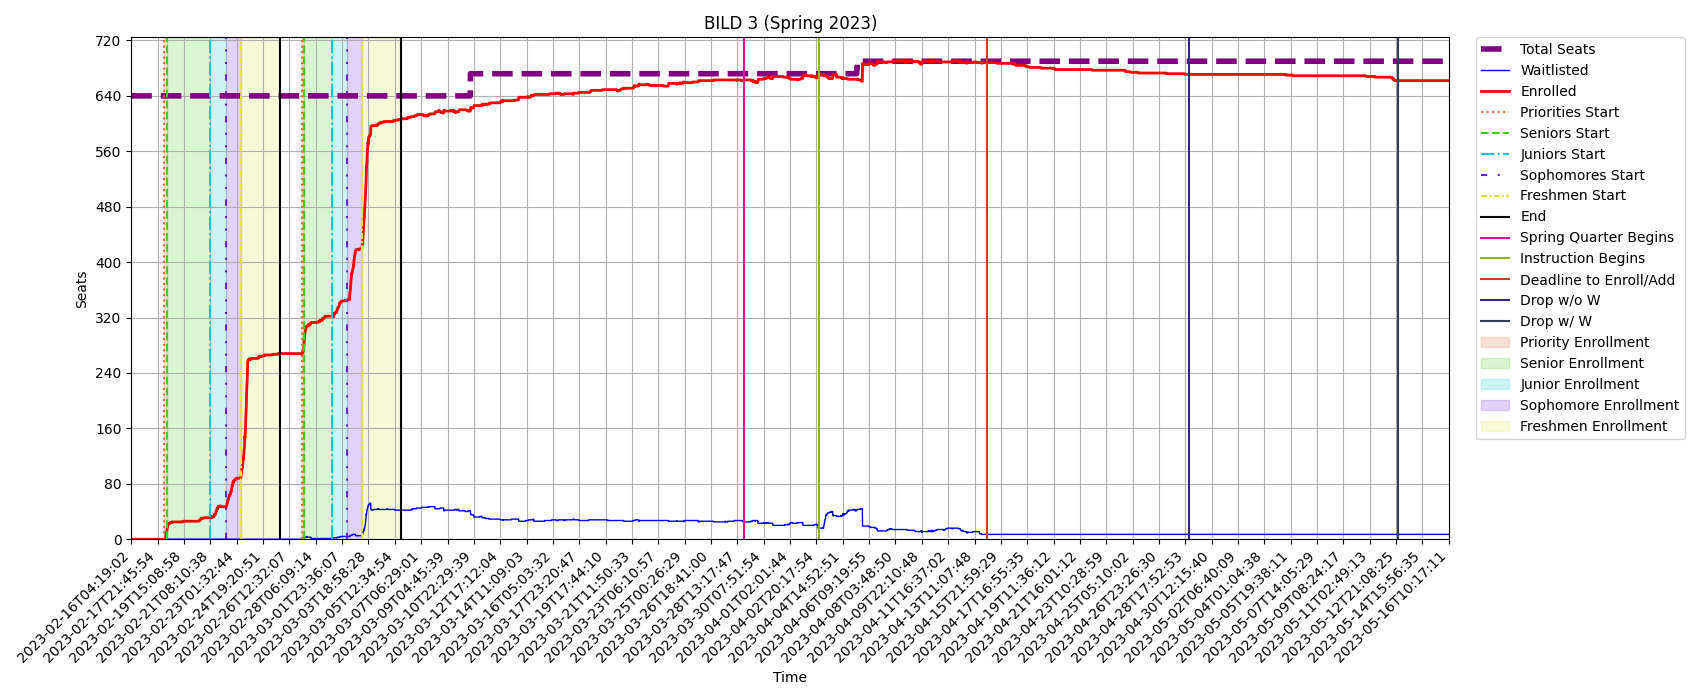 BILD 3 (Spring 2023)
720
640
560
480
400
320
240
160
80
0
Seats
2023-02-16T04:19:02
2023-02-17T21:45:54
2023-02-19T15:08:58
2023-02-21T08:10:38
2023-02-23T01:32:44
2023-02-24T19:20:51
2023-02-26T12:32:07
2023-02-28T06:09:14
2023-03-01T23:36:07
2023-03-03T18:58:28
2023-03-05T12:34:54
2023-03-07T06:29:01
2023-03-09T04:45:39
2023-03-10T22:29:39
2023-03-12T17:12:04
2023-03-14T11:09:03
2023-03-16T05:03:32
2023-03-17T23:20:47
2023-03-19T17:44:10
2023-03-21T11:50:33
2023-03-23T06:10:57
2023-03-25T00:26:29
2023-03-26T18:41:00
2023-03-28T13:17:47
2023-03-30T07:51:54
2023-04-01T02:01:44
2023-04-02T20:17:54
2023-04-04T14:52:51
2023-04-06T09:19:55
2023-04-08T03:48:50
2023-04-09T22:10:48
2023-04-11T16:37:02
2023-04-13T11:07:48
2023-04-15T21:59:29
2023-04-17T16:55:35
2023-04-19T11:36:12
2023-04-21T06:01:12
2023-04-23T10:28:59
2023-04-25T05:10:02
2023-04-26T23:26:30
2023-04-28T17:52:53
2023-04-30T12:15:40
2023-05-02T06:40:09
2023-05-04T01:04:38
2023-05-05T19:38:11
2023-05-07T14:05:29
2023-05-09T08:24:17
2023-05-11T02:49:13
2023-05-12T21:08:25
2023-05-14T15:56:35
2023-05-16T10:17:11
Time
Total Seats
Waitlisted
Enrolled
Priorities Start
Seniors Start
Juniors Start
Sophomores Start
Freshmen Start
End
Spring Quarter Begins
Instruction Begins
Deadline to Enroll/Add
Drop w/o W
Drop w/ W
Priority Enrollment
Senior Enrollment
Junior Enrollment
Sophomore Enrollment
Freshmen Enrollment